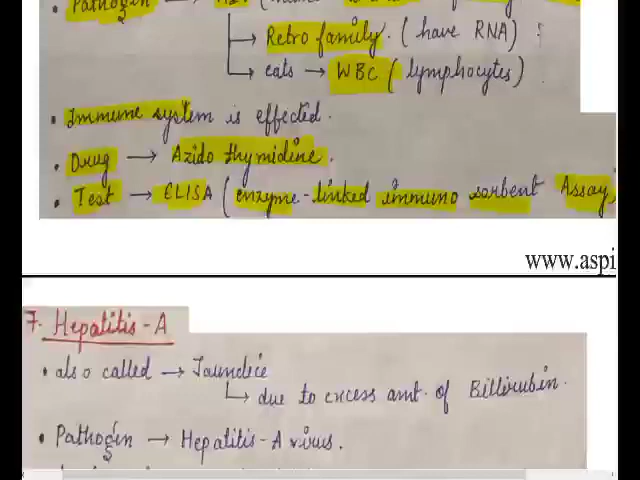 • Pathogen →
→ Retro family. (have RNA)
→ eats → WBC (lymphocytes)
• Immune system is effected.
• Drug → Azido thymidine.
• Test → ELISA (enzyme-linked immuno sorbent Assay)
www.aspi
7. Hepatitis-A
• also called → Jaundice
→ due to excess amt. of Billirubin.
• Pathogen → Hepatitis-A virus.